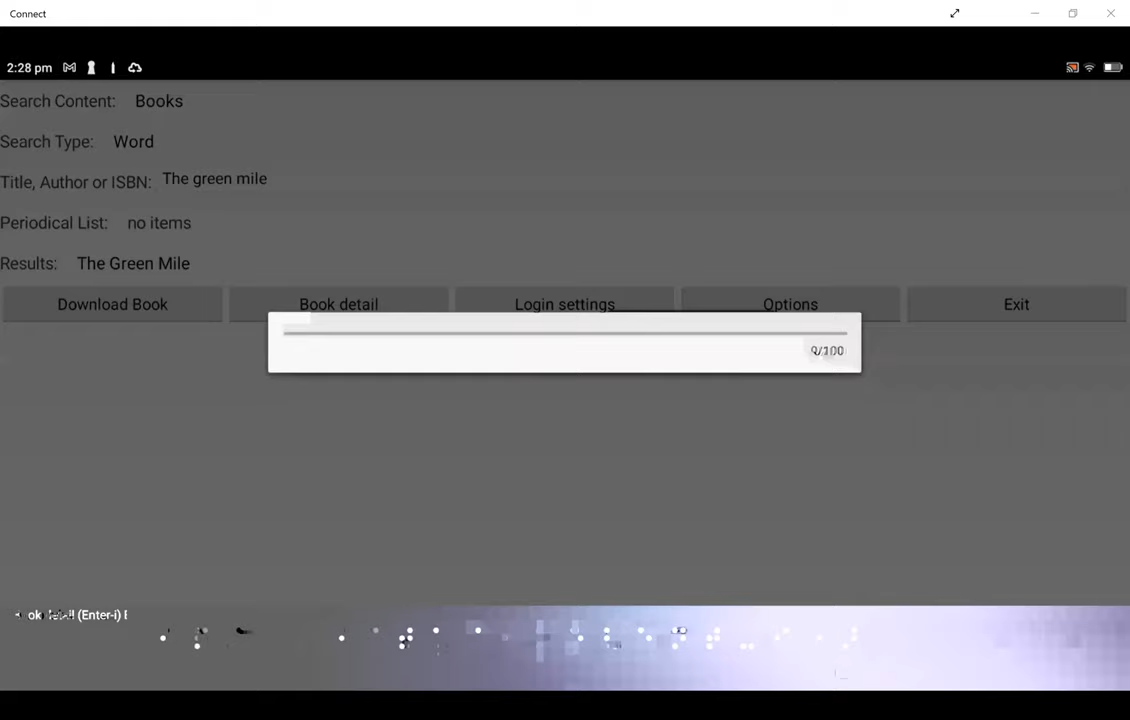 Connect
2:28 pm
Search Content: Books
Search Type: Word
Title, Author or ISBN: The green mile
Periodical List: no items
Results: The Green Mile
Download Book Book detail Login settings Options Exit
/100
(Enter-i)